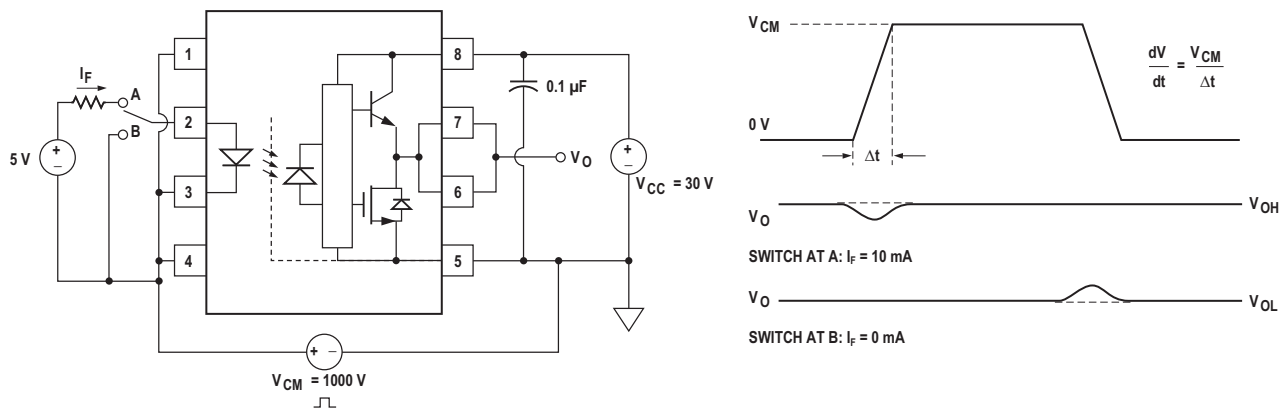 I_F
A
B
5 V
+
–
1
2
3
4
8
7
6
5
0.1 µF
V_O
+
–
V_CC = 30 V
+ –
V_CM = 1000 V
V_CM
0 V
Δt
dV/dt = V_CM/Δt
V_O
V_OH
SWITCH AT A: I_F = 10 mA
V_O
V_OL
SWITCH AT B: I_F = 0 mA